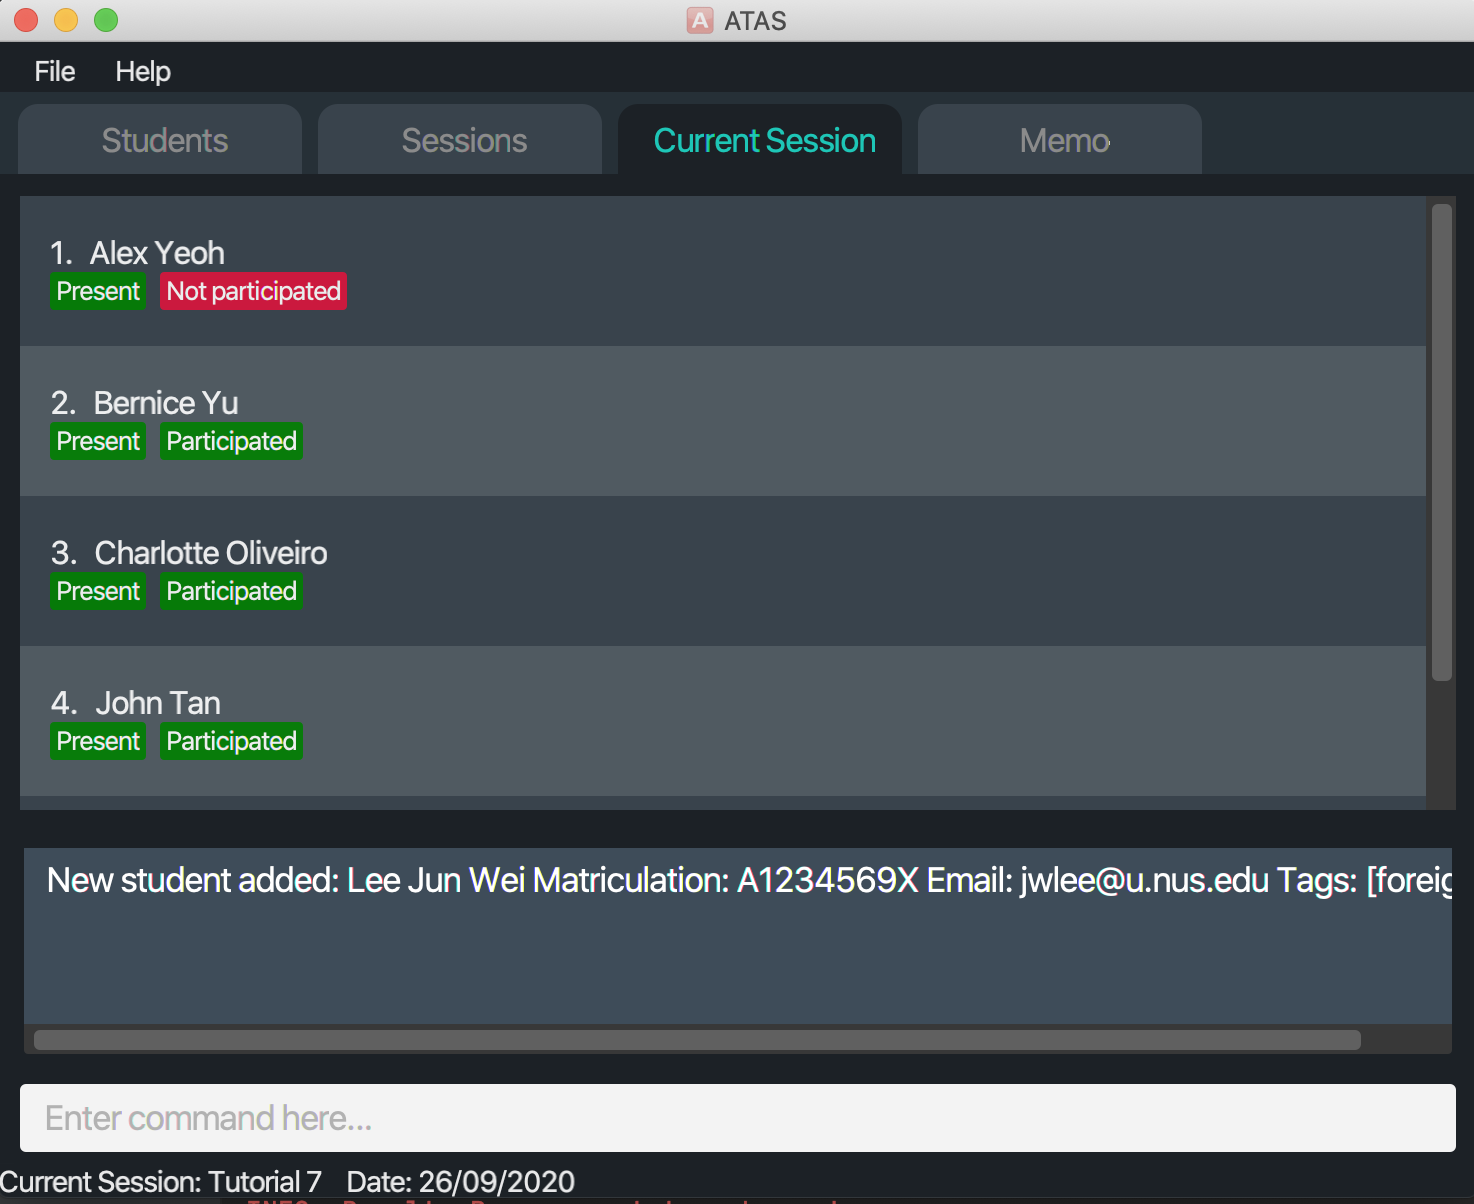 A ATAS
File Help
Students Sessions Current Session Memo
1. Alex Yeoh
Present Not participated
2. Bernice Yu
Present Participated
3. Charlotte Oliveiro
Present Participated
4. John Tan
Present Participated
New student added: Lee Jun Wei Matriculation: A1234569X Email: jwlee@u.nus.edu Tags: [foreig
Enter command here...
Current Session: Tutorial 7 Date: 26/09/2020